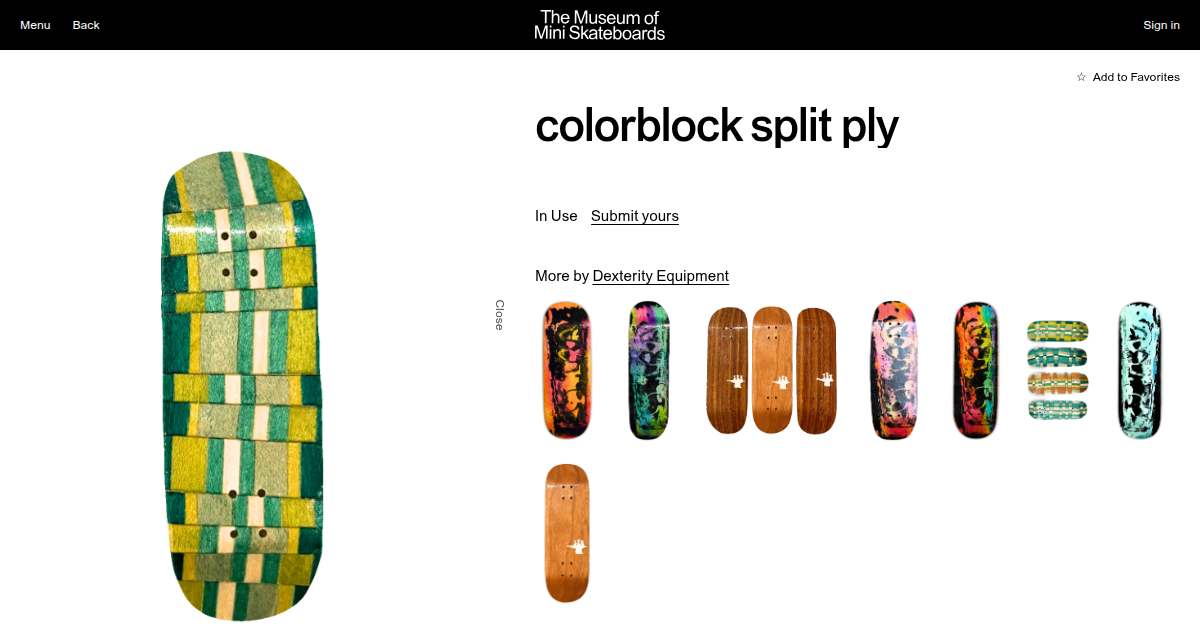 Menu Back
The Museum of
Mini Skateboards
Sign in
☆ Add to Favorites
colorblock split ply
In Use Submit yours
More by Dexterity Equipment
Close